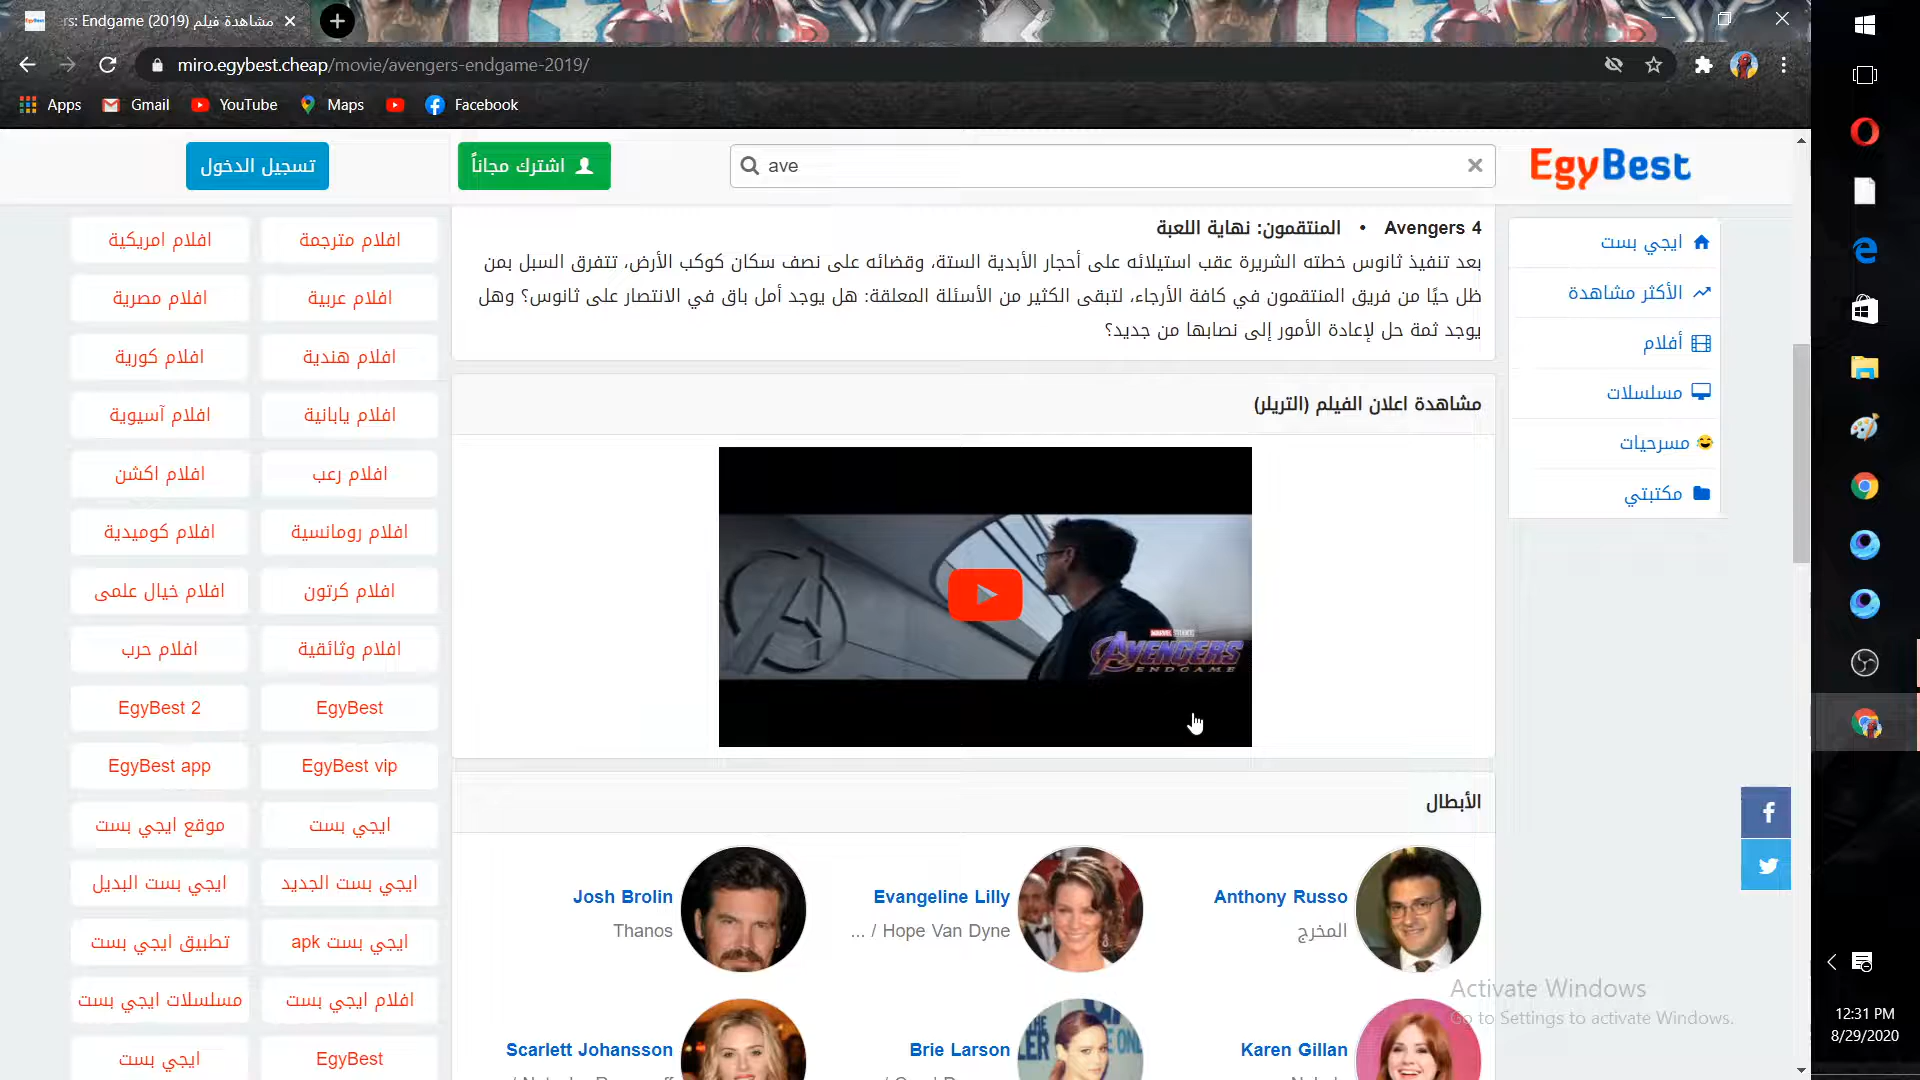 مشاهدة فيلم rs: Endgame (2019)
miro.egybest.cheap/movie/avengers-endgame-2019/
Apps Gmail YouTube Maps Facebook
EgyBest
ave
اشترك مجاناً
تسجيل الدخول
ايجي بست
الأكثر مشاهدة
أفلام
مسلسلات
مسرحيات
مكتبتي
Avengers 4 • المنتقمون: نهاية اللعبة
بعد تنفيذ ثانوس خطته الشريرة عقب استيلائه على أحجار الأبدية الستة، وقضائه على نصف سكان كوكب الأرض، تتفرق السبل بمن
ظل حيًا من فريق المنتقمون في كافة الأرجاء، لتبقى الكثير من الأسئلة المعلقة: هل يوجد أمل باق في الانتصار على ثانوس؟ وهل
يوجد ثمة حل لإعادة الأمور إلى نصابها من جديد؟
مشاهدة اعلان الفيلم (التريلر)
MARVEL STUDIOS
AVENGERS
ENDGAME
الأبطال
Anthony Russo
المخرج
Evangeline Lilly
Hope Van Dyne / ...
Josh Brolin
Thanos
Karen Gillan
Brie Larson
Scarlett Johansson
افلام مترجمة
افلام امريكية
افلام عربية
افلام مصرية
افلام هندية
افلام كورية
افلام يابانية
افلام آسيوية
افلام رعب
افلام اكشن
افلام رومانسية
افلام كوميدية
افلام كرتون
افلام خيال علمى
افلام وثائقية
افلام حرب
EgyBest
EgyBest 2
EgyBest vip
EgyBest app
ايجي بست
موقع ايجي بست
ايجي بست الجديد
ايجي بست البديل
ايجي بست apk
تطبيق ايجي بست
افلام ايجي بست
مسلسلات ايجي بست
EgyBest
ايجي بست
Activate Windows
Go to Settings to activate Windows.
12:31 PM
8/29/2020